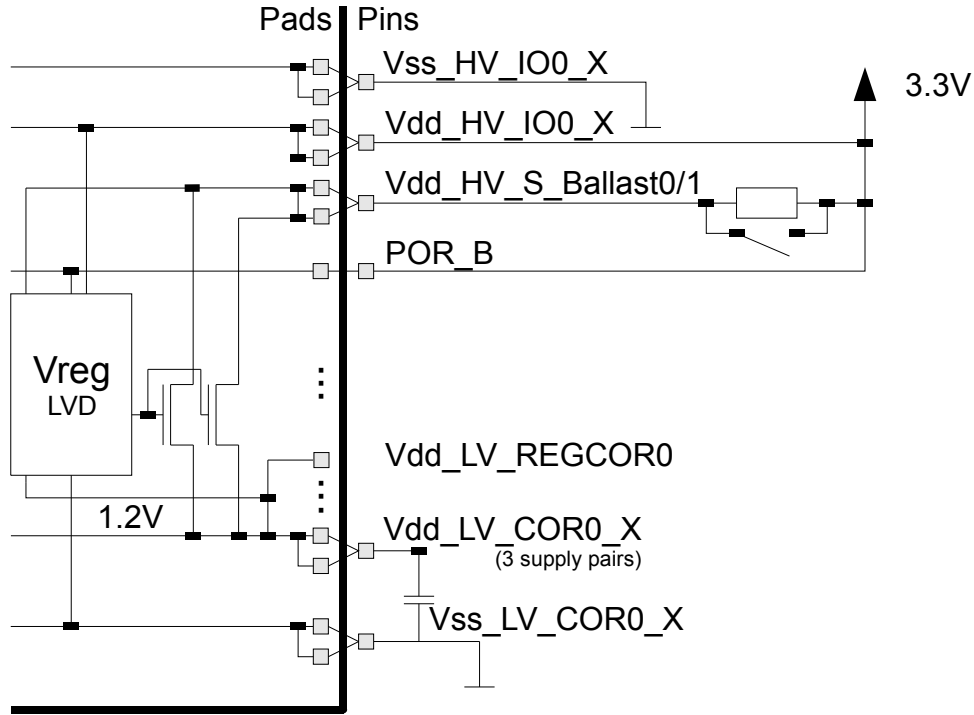 Pads Pins
Vss_HV_IO0_X
3.3V
Vdd_HV_IO0_X
Vdd_HV_S_Ballast0/1
POR_B
Vreg
LVD
Vdd_LV_REGCOR0
1.2V
Vdd_LV_COR0_X
(3 supply pairs)
Vss_LV_COR0_X